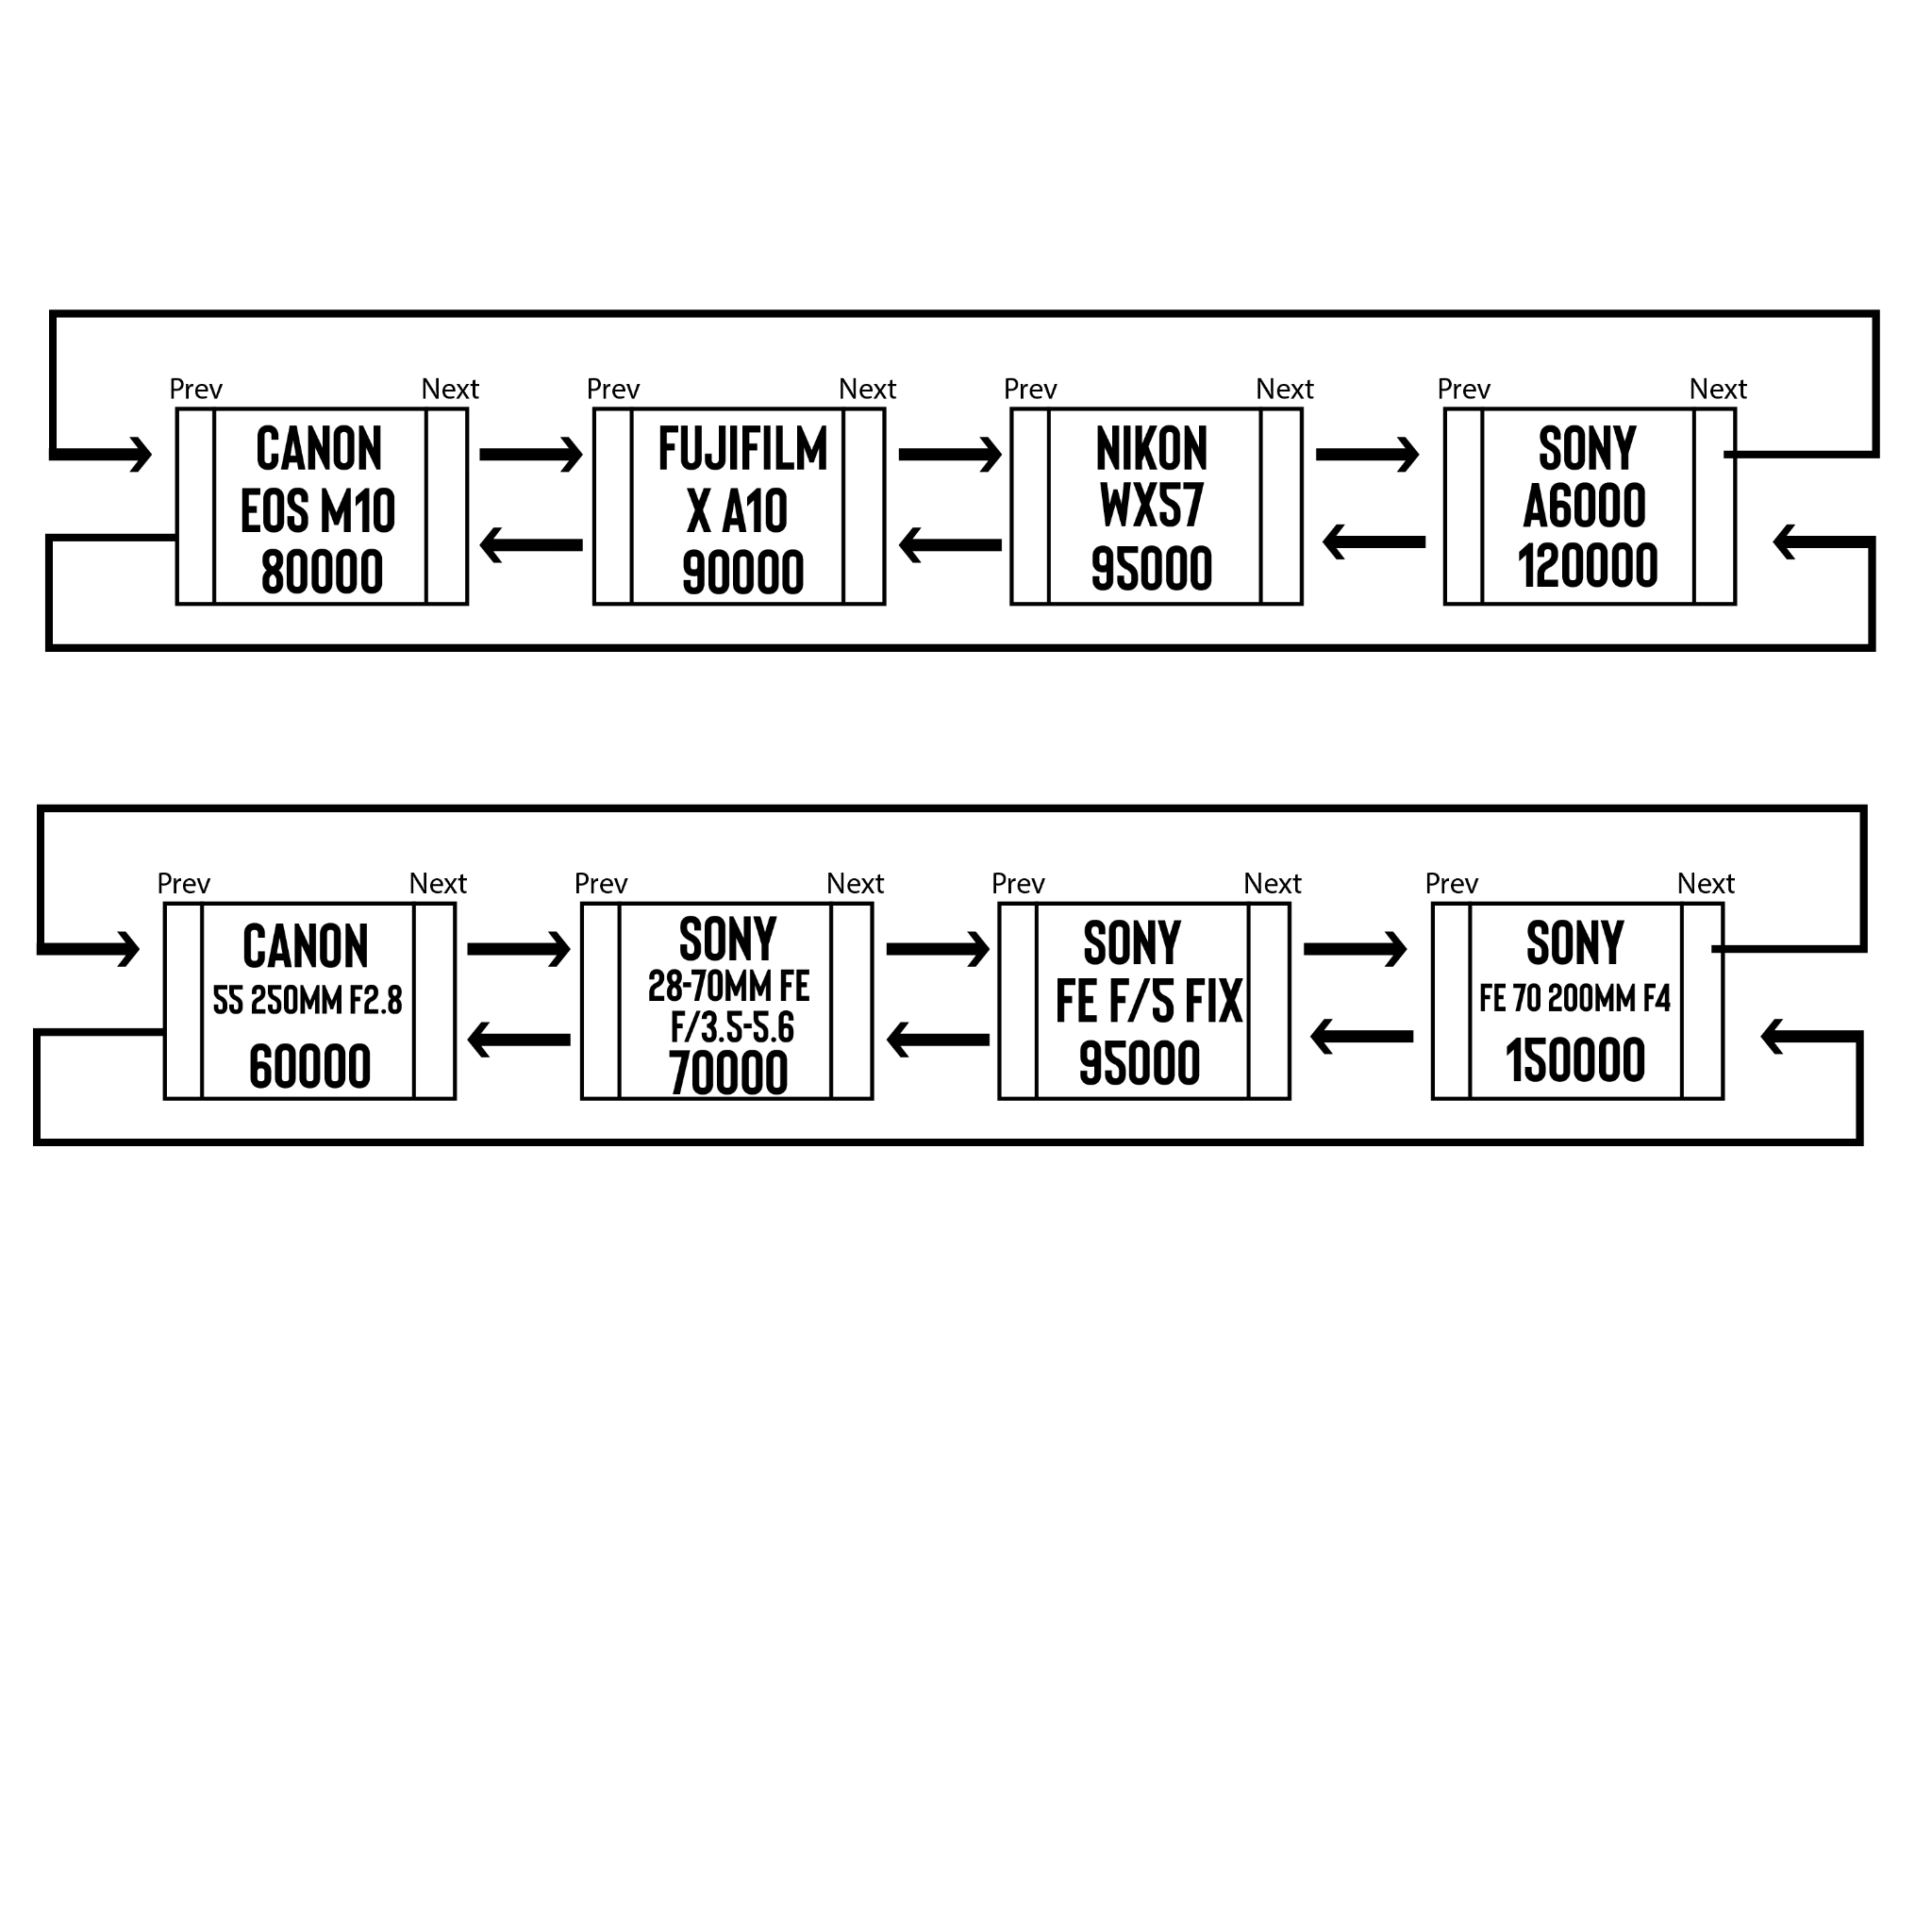 Prev Next Prev Next Prev Next Prev Next
CANON
EOS M10
80000
FUJIFILM
X A10
90000
NIKON
WX57
95000
SONY
A6000
120000
Prev Next Prev Next Prev Next Prev Next
CANON
SS 250MM F2.8
60000
SONY
28-70MM FE
F/3.5-5.6
70000
SONY
FE F/S FIX
95000
SONY
FE 70 200MM F4
150000